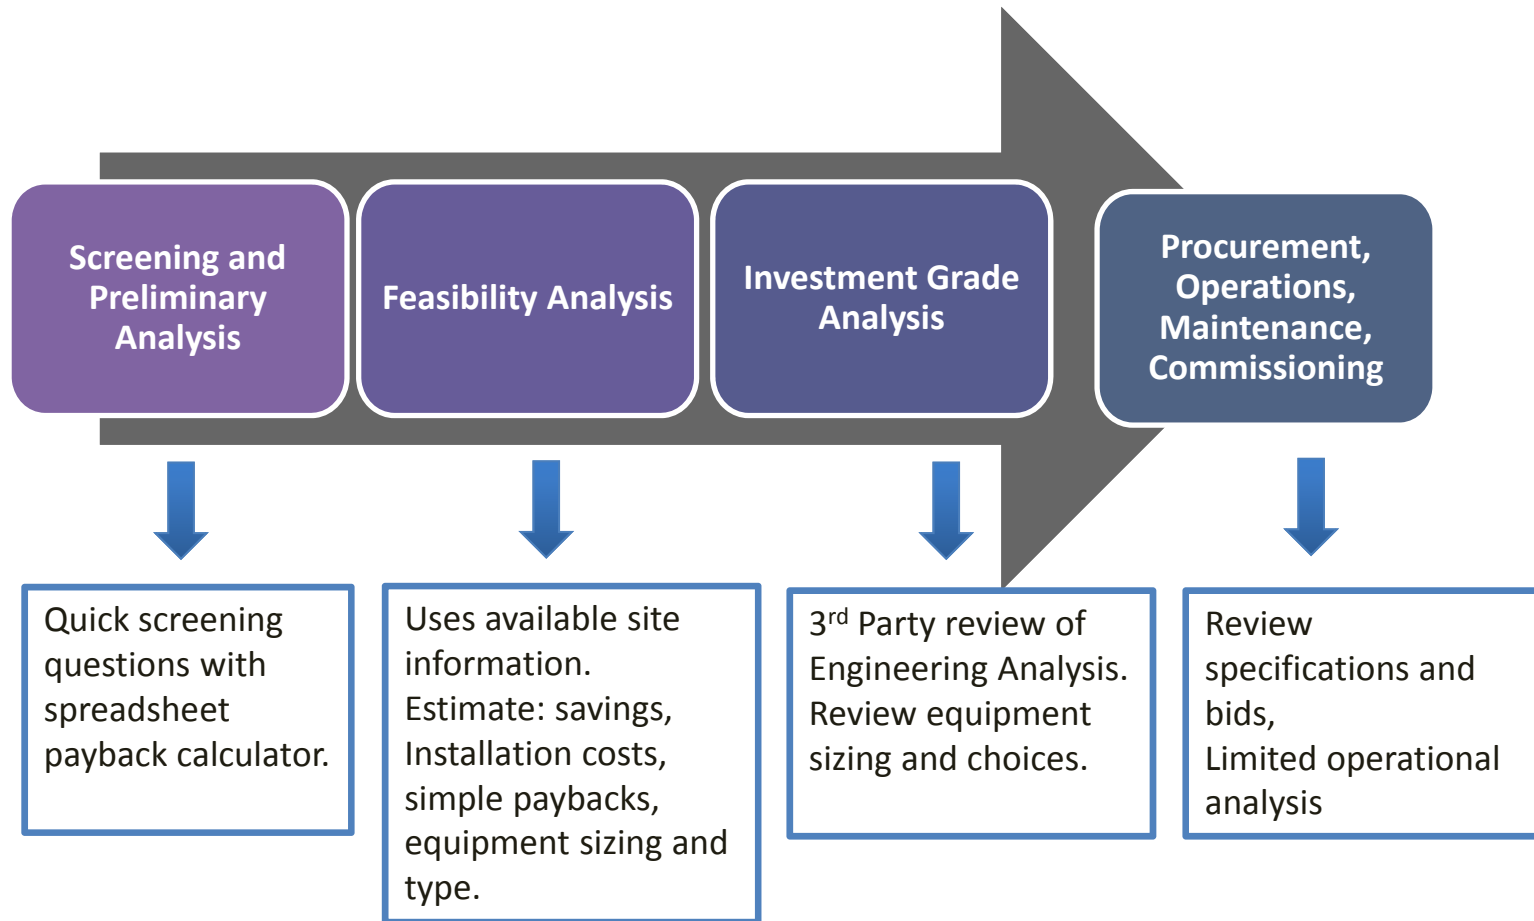 Screening and
Preliminary
Analysis
Feasibility Analysis
Investment Grade
Analysis
Procurement,
Operations,
Maintenance,
Commissioning
Quick screening
questions with
spreadsheet
payback calculator.
Uses available site
information.
Estimate: savings,
Installation costs,
simple paybacks,
equipment sizing and
type.
3rd Party review of
Engineering Analysis.
Review equipment
sizing and choices.
Review
specifications and
bids,
Limited operational
analysis